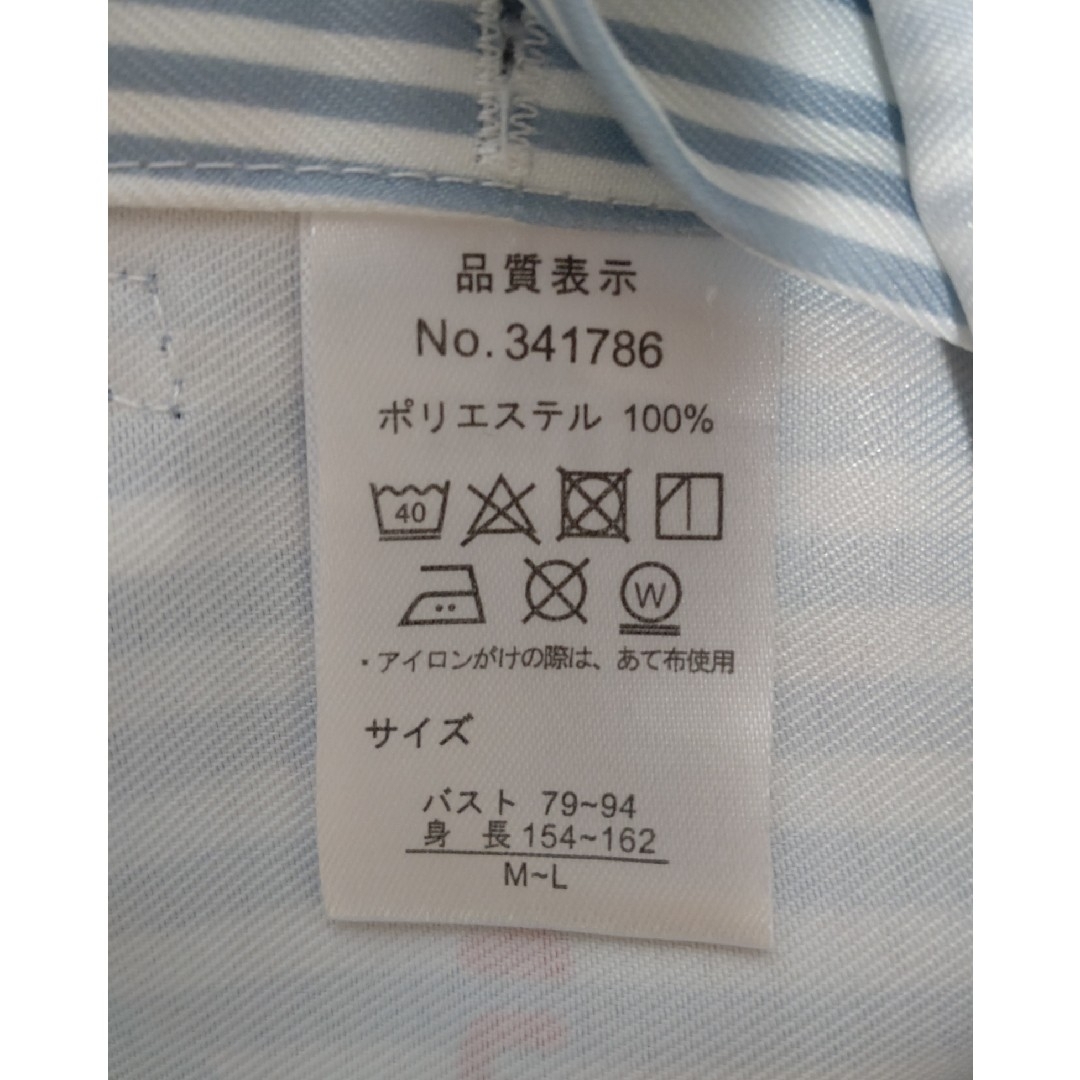 品質表示
No. 341786
ポリエステル 100%
40
W
・アイロンがけの際は、あて布使用
サイズ
バスト 79~94
身 長 154~162
M~L